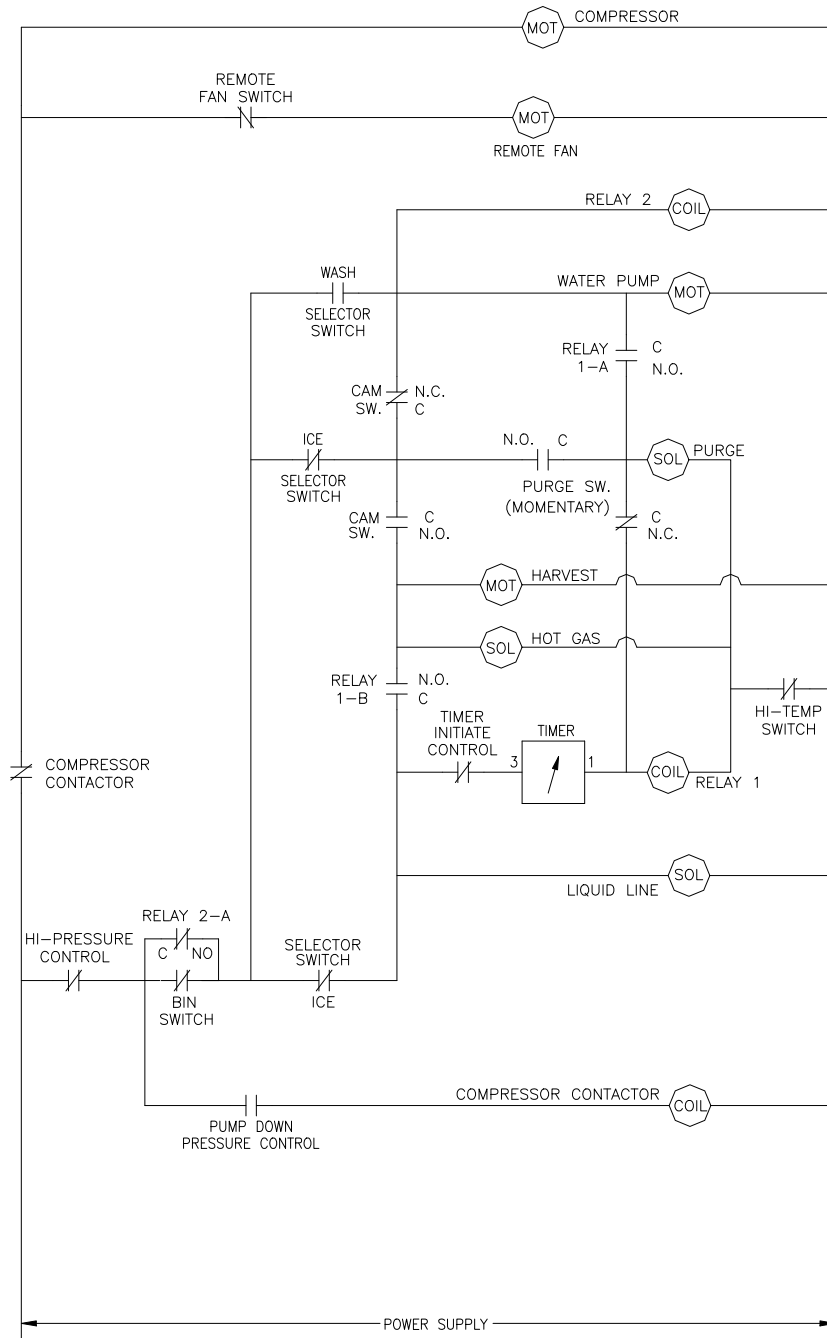 MOT COMPRESSOR
REMOTE
FAN SWITCH
MOT
REMOTE FAN
RELAY 2 COIL
WASH
SELECTOR
SWITCH
WATER PUMP MOT
RELAY
1-A
C
N.O.
CAM
SW.
N.C.
C
ICE
SELECTOR
SWITCH
N.O. C
PURGE SW.
(MOMENTARY)
SOL PURGE
CAM
SW.
C
N.O.
C
N.C.
MOT HARVEST
SOL HOT GAS
RELAY
1-B
N.O.
C
HI-TEMP
SWITCH
TIMER
INITIATE
CONTROL
TIMER
3 1
COIL
RELAY 1
COMPRESSOR
CONTACTOR
LIQUID LINE SOL
RELAY 2-A
C NO
HI-PRESSURE
CONTROL
BIN
SWITCH
SELECTOR
SWITCH
ICE
COMPRESSOR CONTACTOR COIL
PUMP DOWN
PRESSURE CONTROL
POWER SUPPLY